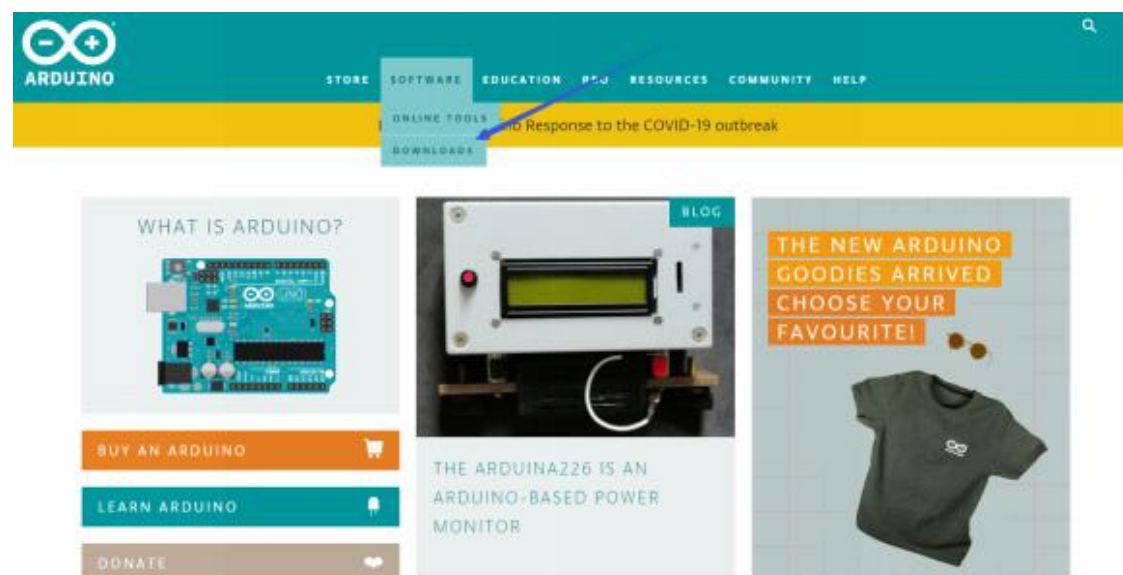 ARDUINO
STORE SOFTWARE EDUCATION PRO RESOURCES COMMUNITY HELP
ONLINE TOOLS
DOWNLOADS
Response to the COVID-19 outbreak
WHAT IS ARDUINO?
UNO
BUY AN ARDUINO
LEARN ARDUINO
DONATE
BLOG
THE ARDUINA226 IS AN
ARDUINO-BASED POWER
MONITOR
THE NEW ARDUINO
GOODIES ARRIVED
CHOOSE YOUR
FAVOURITE!